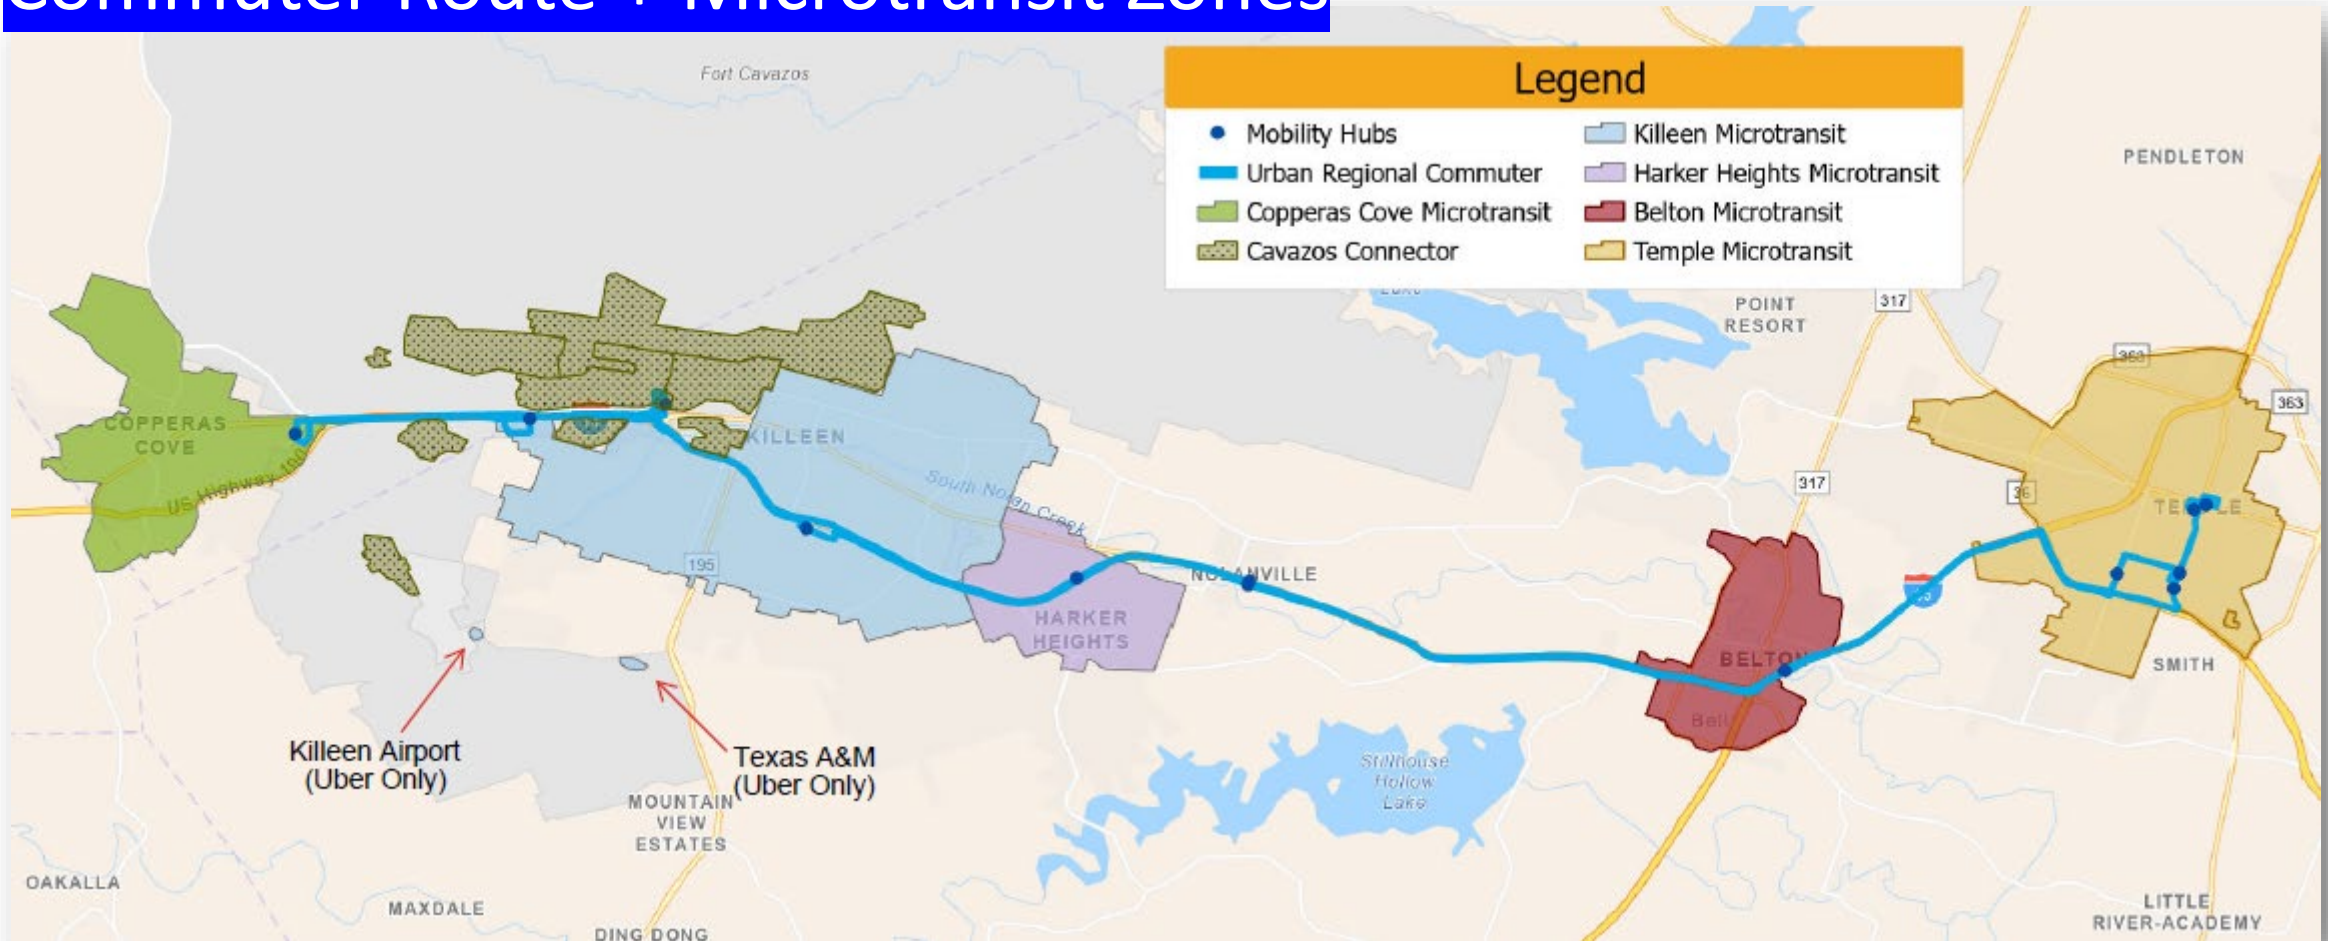 Commuter Route + Microtransit Zones
Fort Cavazos
Legend
Mobility Hubs
Urban Regional Commuter
Copperas Cove Microtransit
Cavazos Connector
Killeen Microtransit
Harker Heights Microtransit
Belton Microtransit
Temple Microtransit
PENDLETON
POINT
RESORT
317
363
363
COPPERAS
COVE
US Highway 190
KILLEEN
South Nolan Creek
317
36
TEMPLE
195
NOLANVILLE
HARKER
HEIGHTS
BELTON
Bell
SMITH
Killeen Airport
(Uber Only)
Texas A&M
(Uber Only)
MOUNTAIN
VIEW
ESTATES
Stillhouse
Hollow
Lake
OAKALLA
MAXDALE
DING DONG
LITTLE
RIVER-ACADEMY